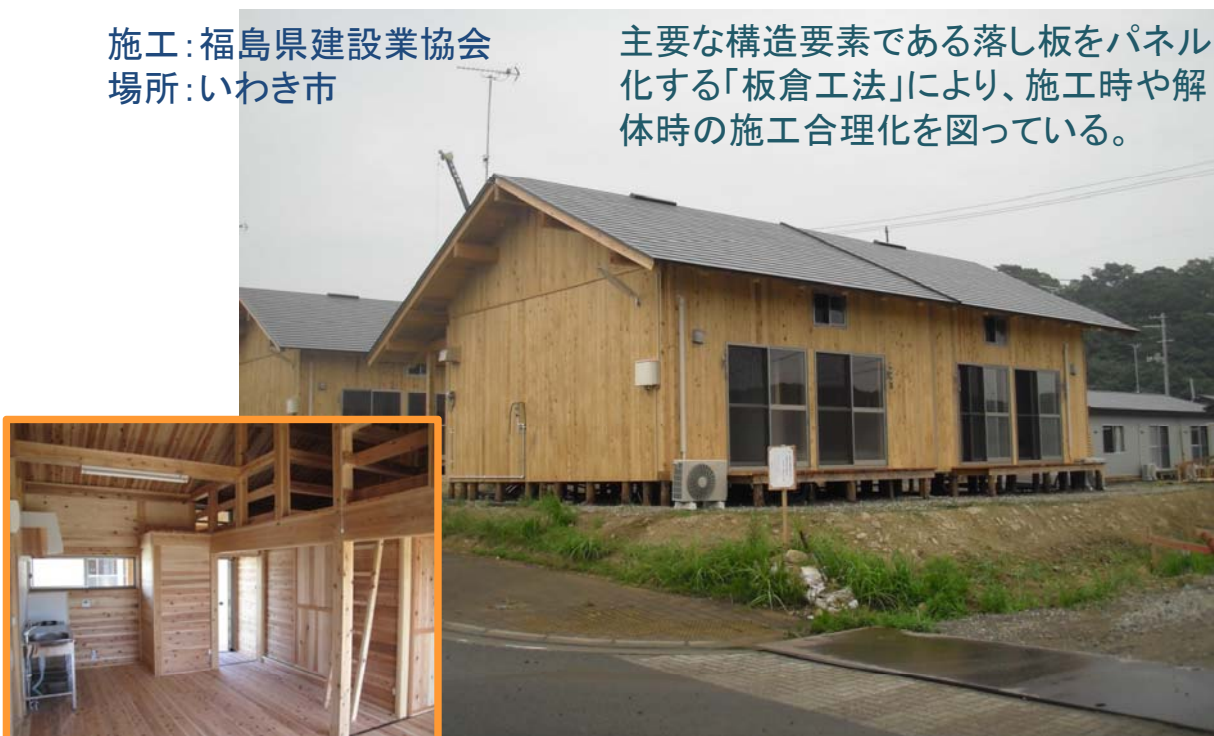 施工:福島県建設業協会
場所:いわき市
主要な構造要素である落し板をパネル
化する「板倉工法」により、施工時や解
体時の施工合理化を図っている。